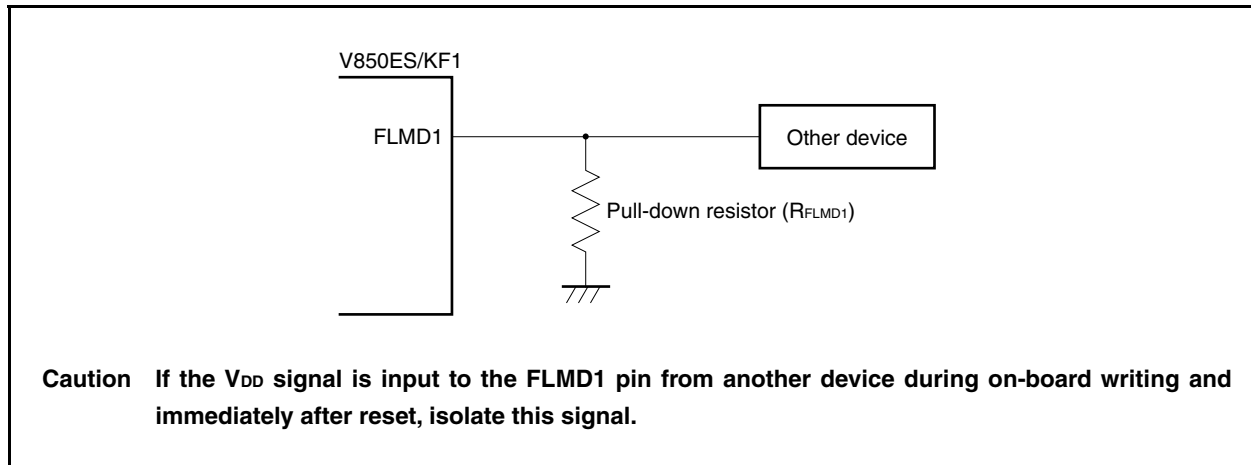 V850ES/KF1
FLMD1
Other device
Pull-down resistor (RFLMD1)
Caution If the VDD signal is input to the FLMD1 pin from another device during on-board writing and
immediately after reset, isolate this signal.